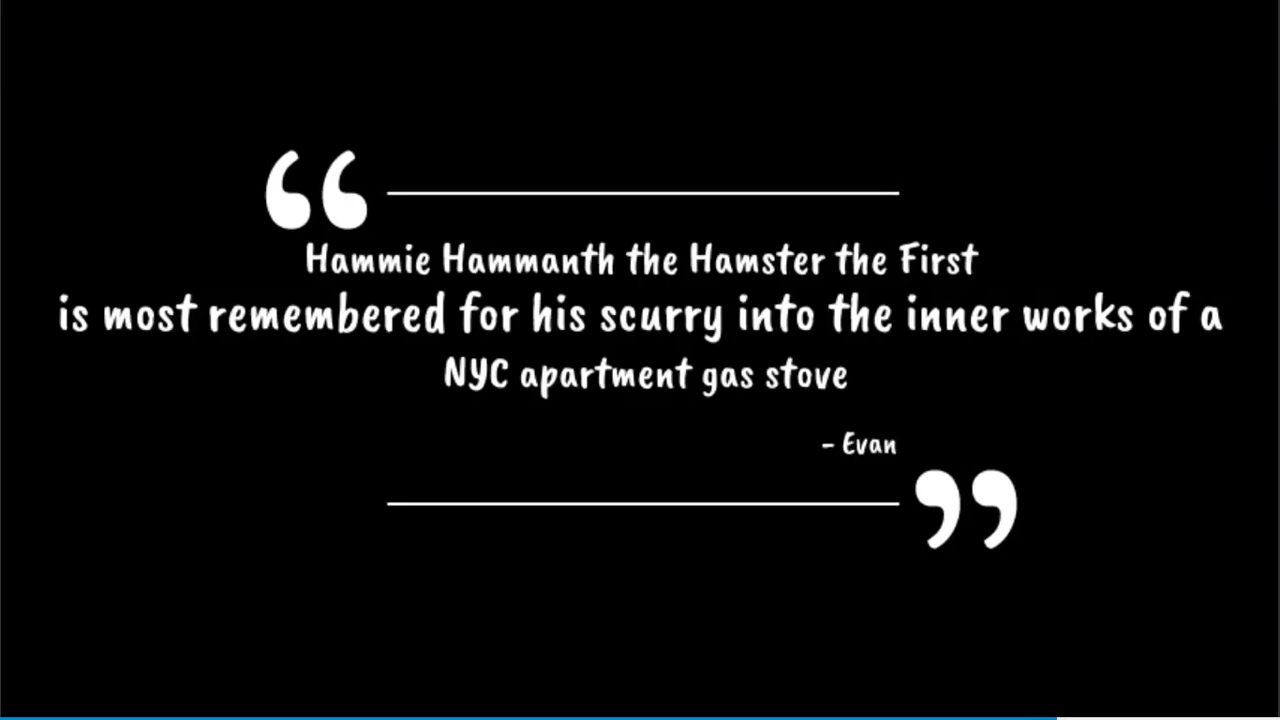 “
Hammie Hammanth the Hamster the First
is most remembered for his scurry into the inner works of a
NYC apartment gas stove
- Evan
”